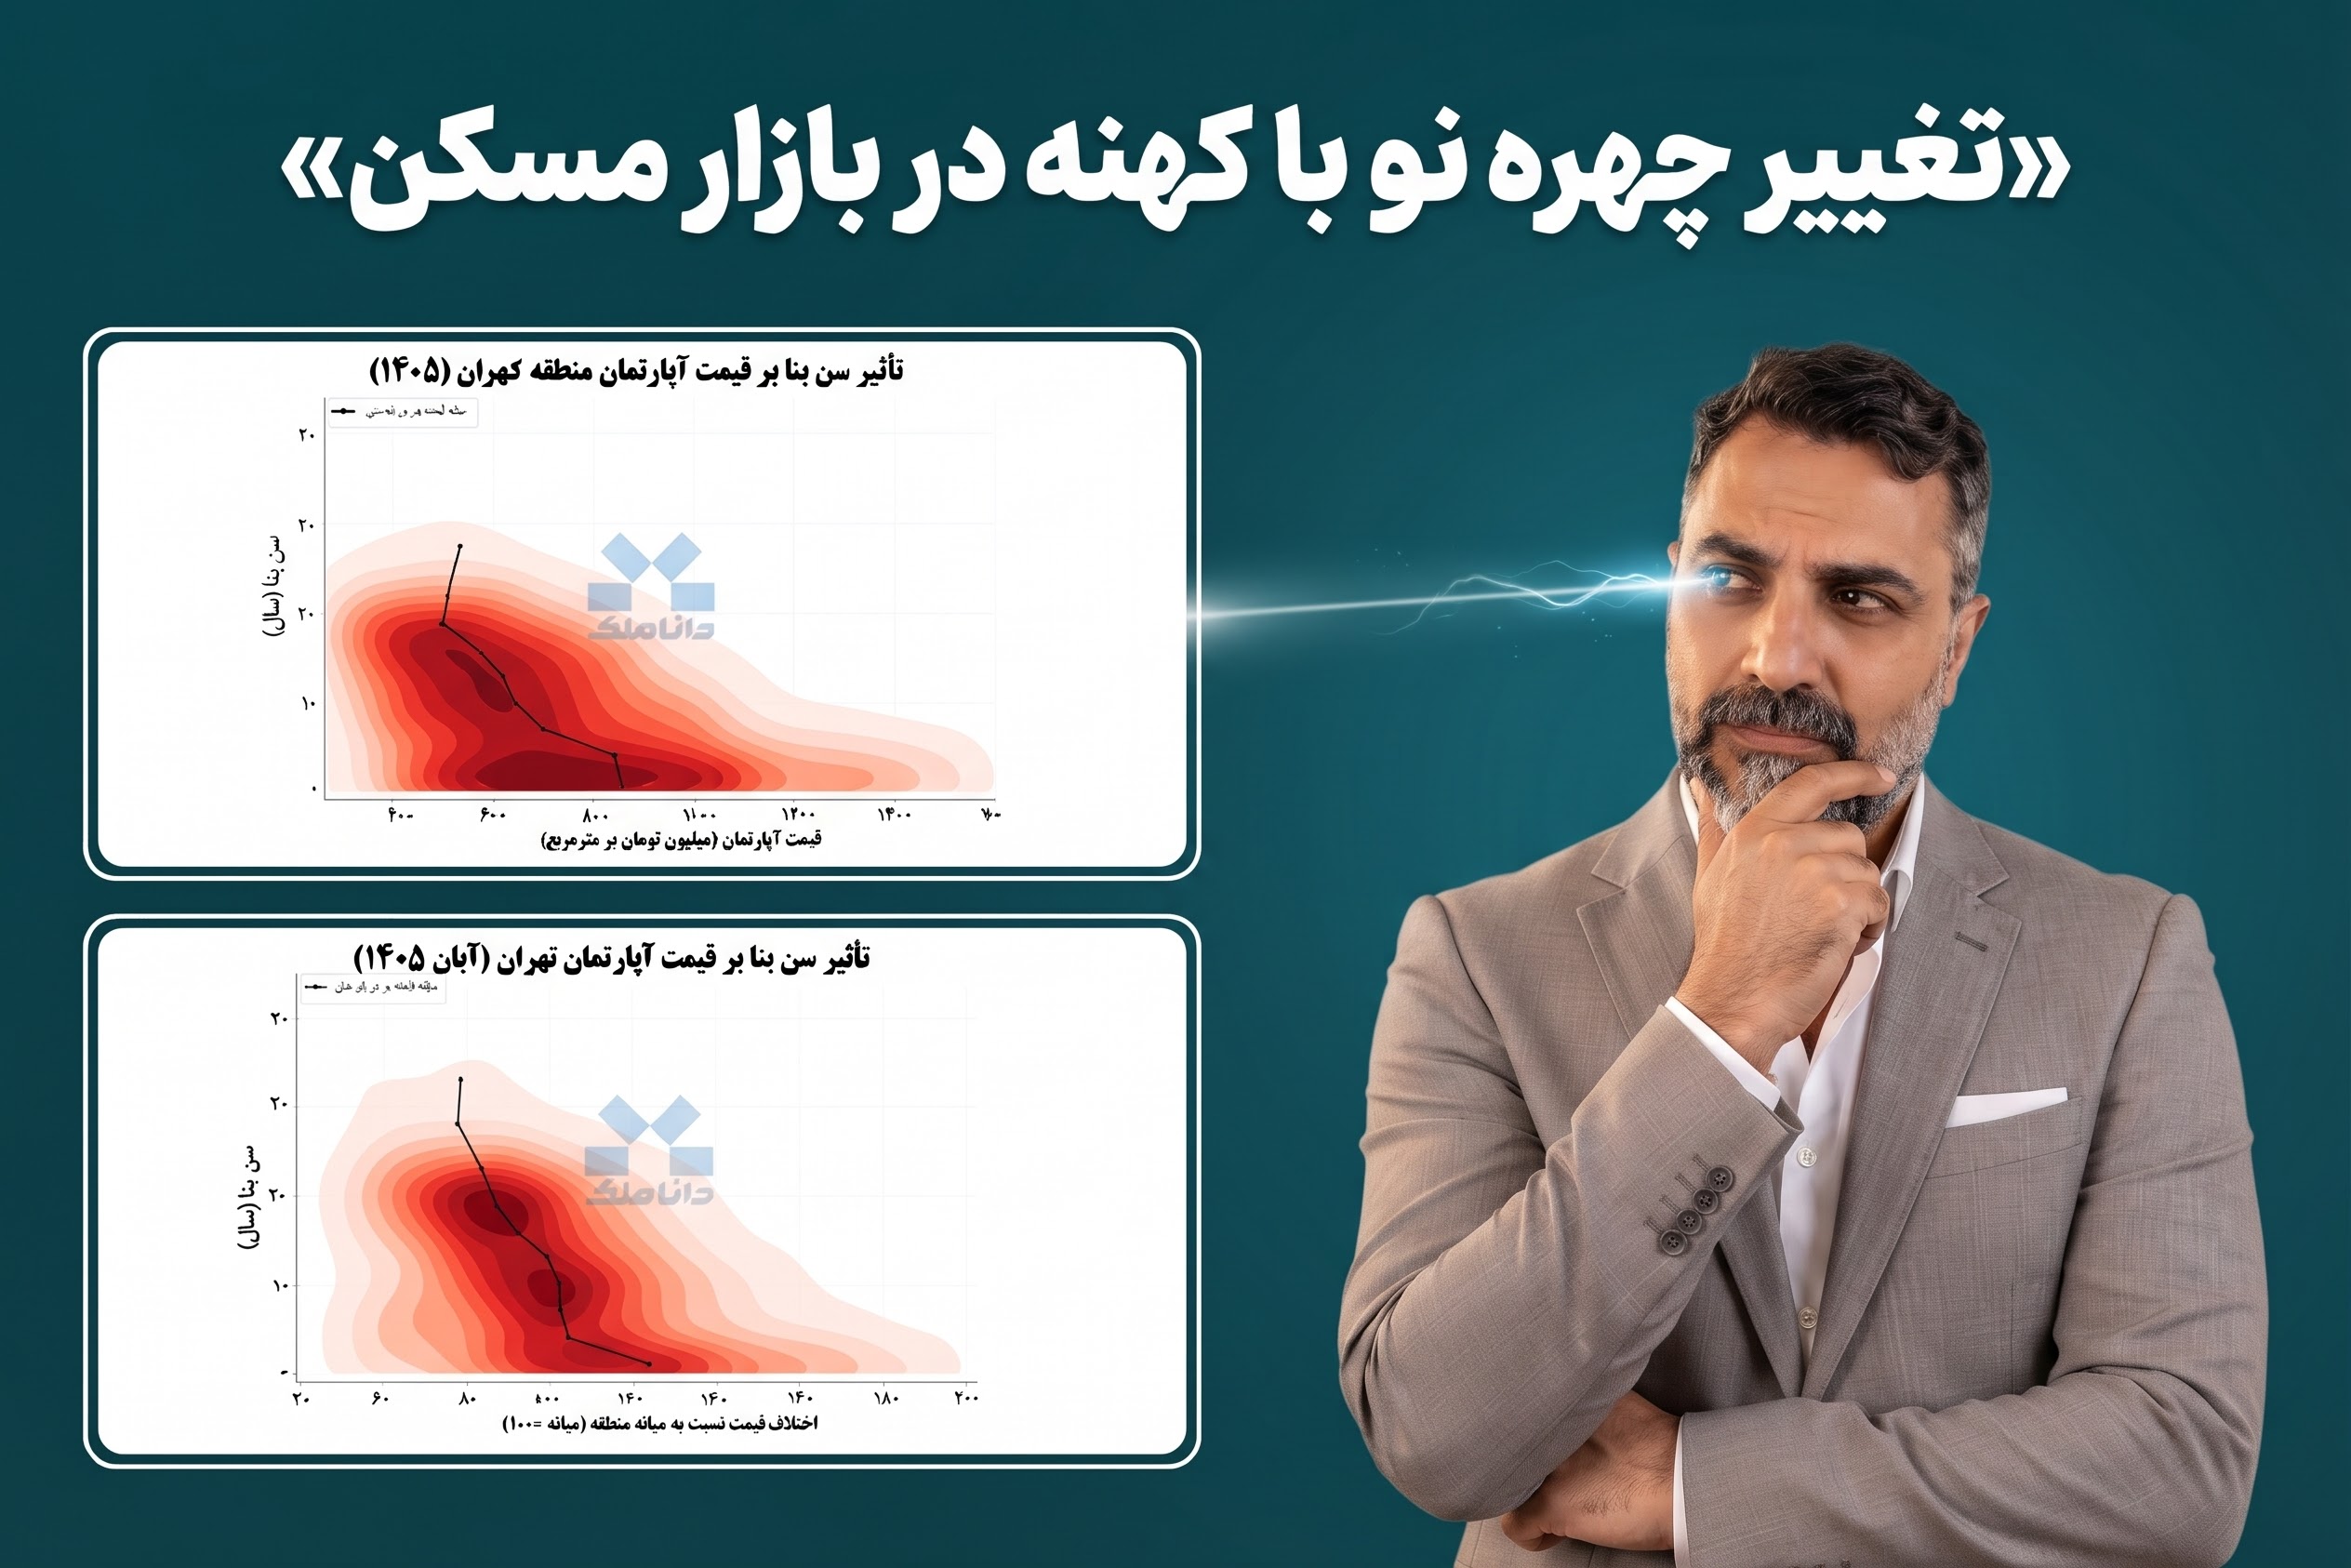 «تغییر چهره نو با کهنه در بازار مسکن»
تأثیر سن بنا بر قیمت آپارتمان منطقه کهران (۱۴۰۵)
۲۰
۲۰
۲۰
۱۰
۰
سن بنا (سال)
دانا ملک
۶۰۰
۸۰۰
۱۲۰۰
۱۴۰۰
قیمت آپارتمان (میلیون تومان بر مترمربع)
تأثیر سن بنا بر قیمت آپارتمان تهران (آبان ۱۴۰۵)
۲۰
۲۰
۲۰
۱۰
سن بنا (سال)
دانا ملک
۲۰
۶۰
۸۰
۱۴۰
۱۶۰
۱۴۰
۱۸۰
۲۰۰
اختلاف قیمت نسبت به میانه منطقه (میانه =۱۰۰)